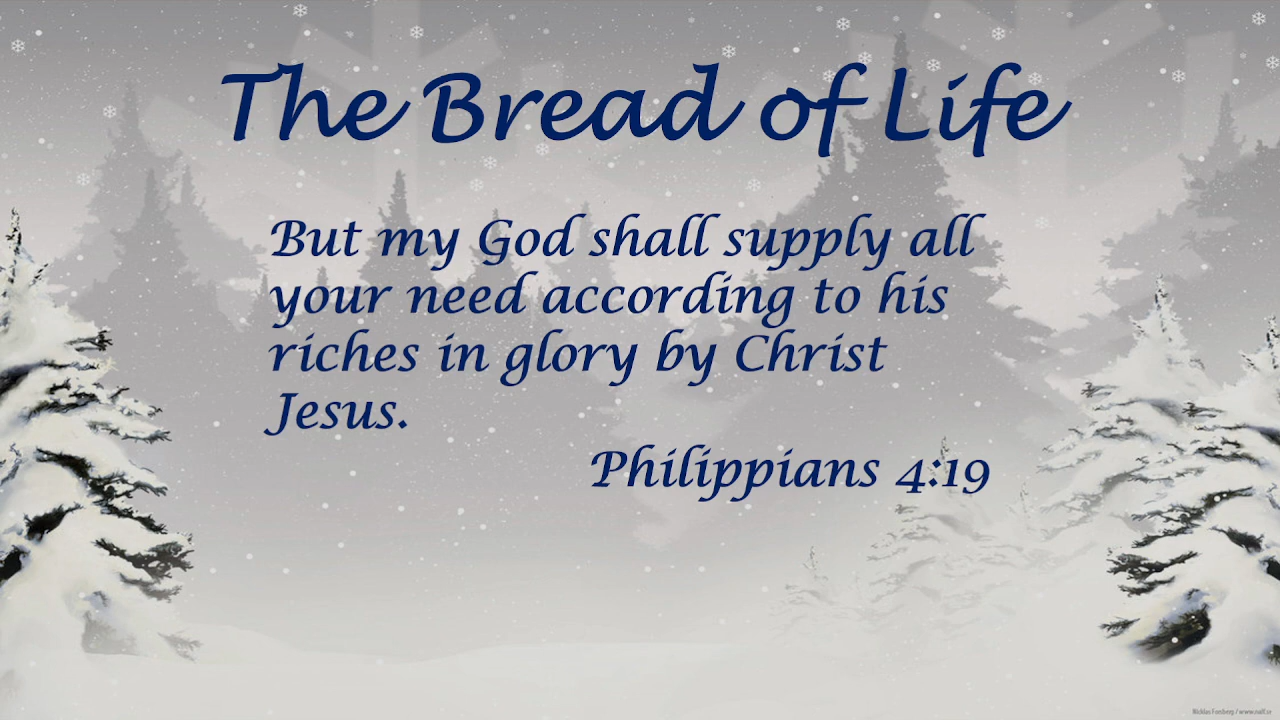 The Bread of Life
But my God shall supply all
your need according to his
riches in glory by Christ
Jesus.
Philippians 4:19